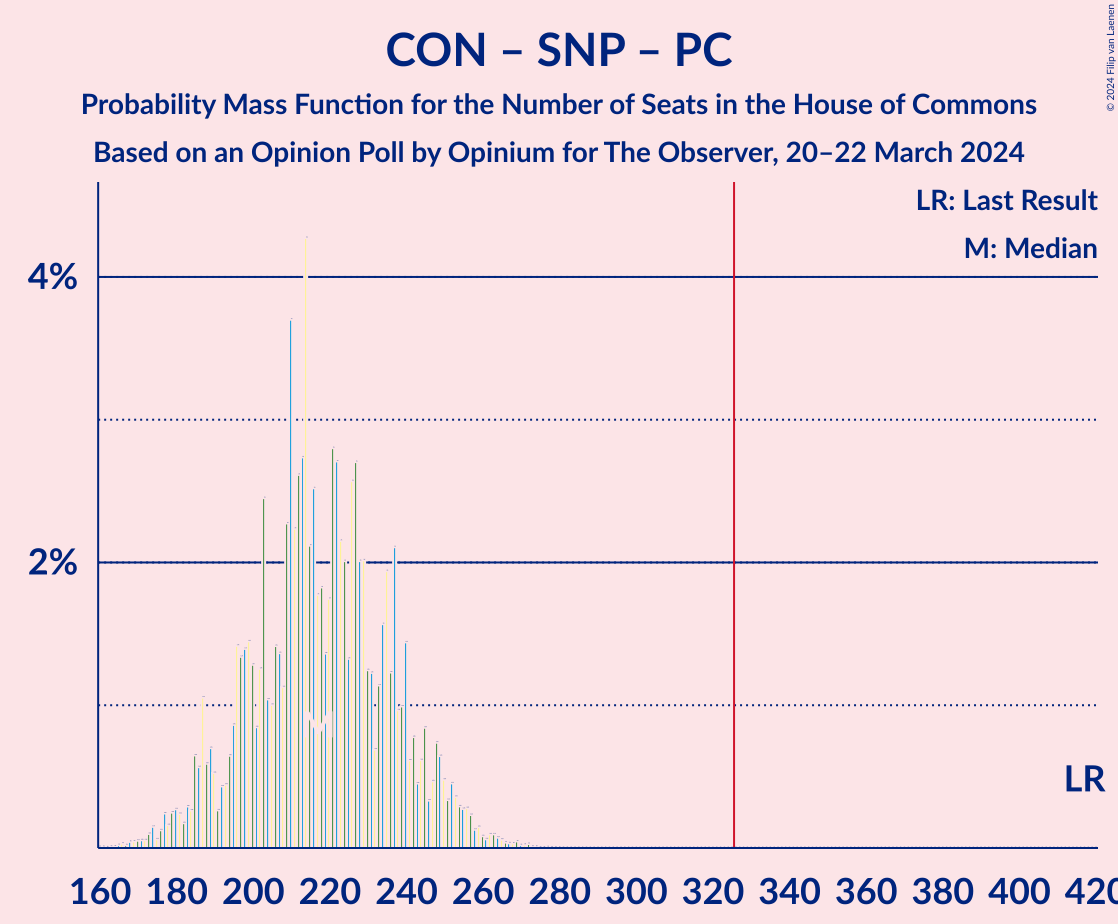 CON – SNP – PC
Probability Mass Function for the Number of Seats in the House of Commons
Based on an Opinion Poll by Opinium for The Observer, 20–22 March 2024
© 2024 Filip van Laenen
LR: Last Result
M: Median
4%
2%
LR
160 180 200 220 240 260 280 300 320 340 360 380 400 420